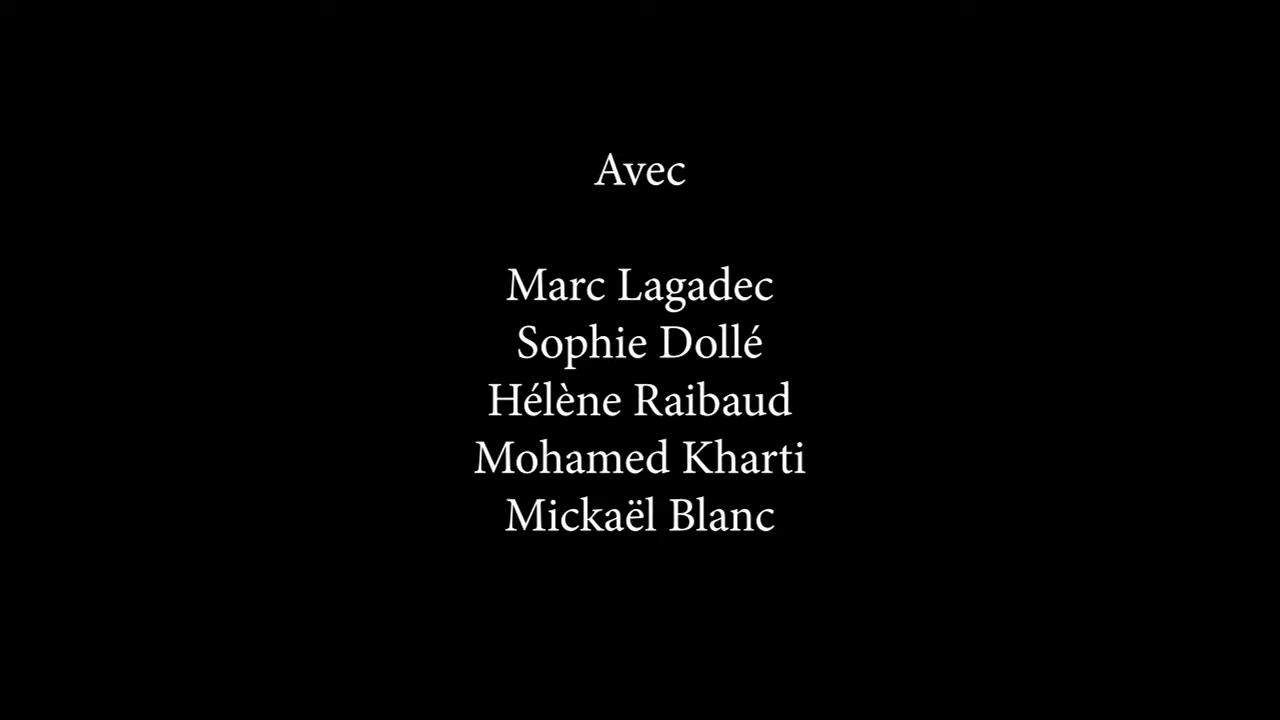 Avec
Marc Lagadec
Sophie Dollé
Hélène Raibaud
Mohamed Kharti
Mickaël Blanc